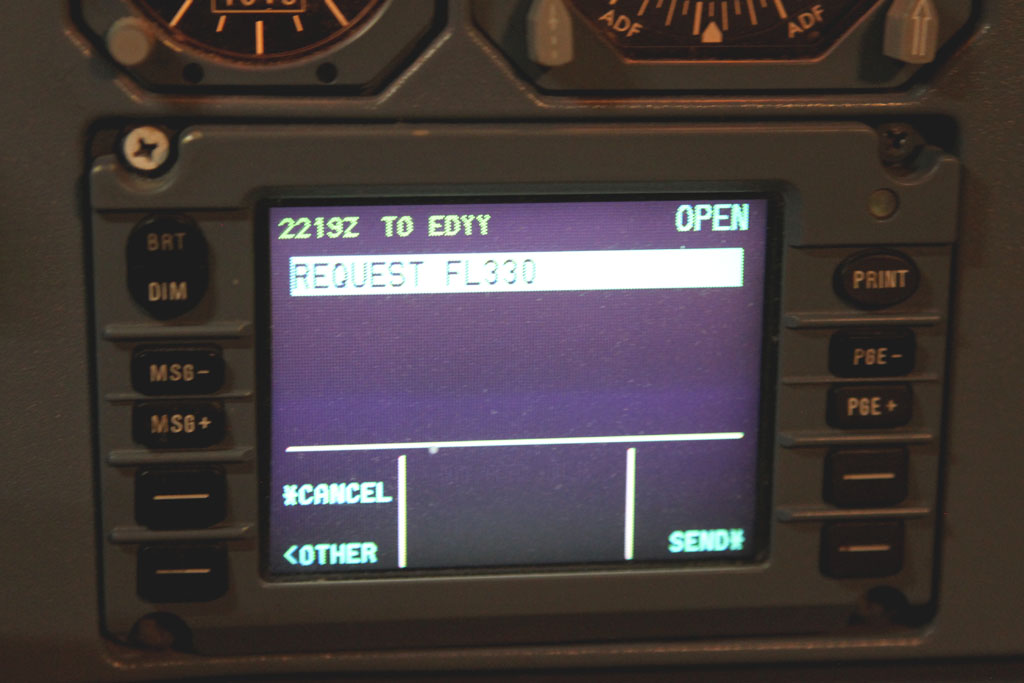 ADF ADF
2219Z TO EDYY OPEN
REQUEST FL330
*CANCEL
<OTHER SEND*
BRT
DIM
MSG-
MSG+
PRINT
PGE-
PGE+